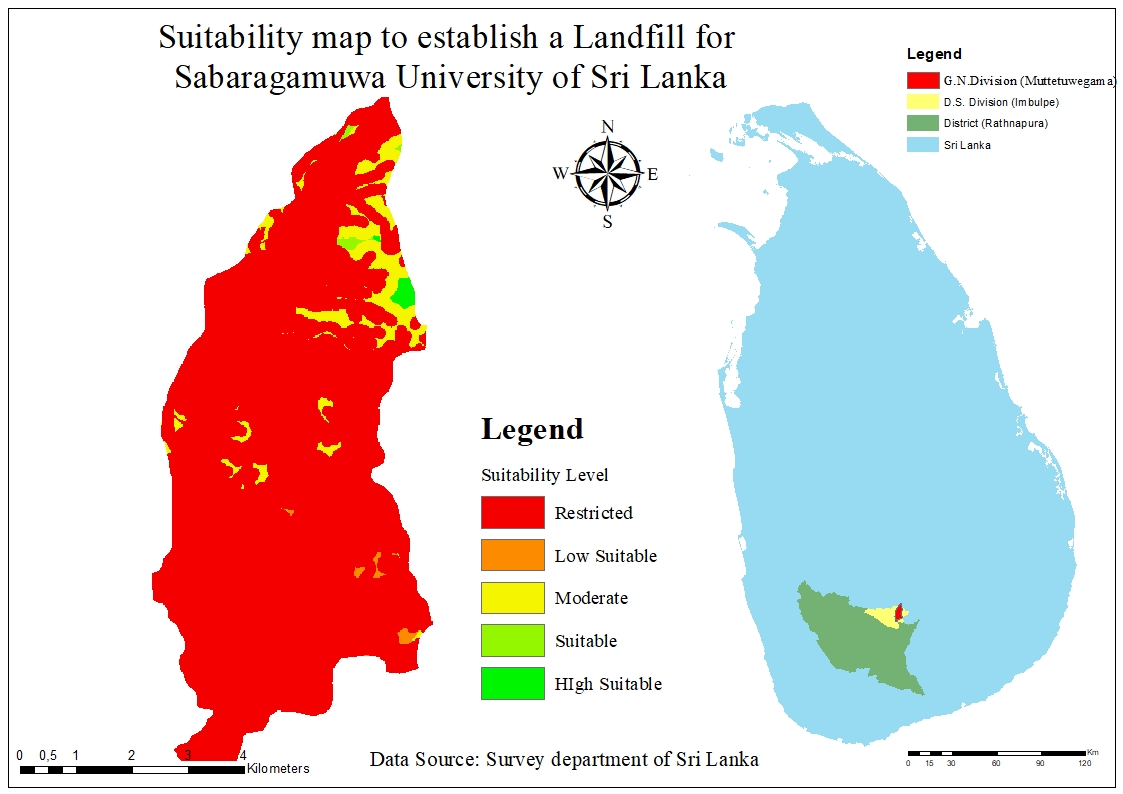 Suitability map to establish a Landfill for
Sabaragamuwa University of Sri Lanka
Legend
G.N.Division (Muttetuwegama)
D.S. Division (Imbulpe)
District (Rathnapura)
Sri Lanka
N
W E
S
Legend
Suitability Level
Restricted
Low Suitable
Moderate
Suitable
HIgh Suitable
0 0,5 1 2 3 4
Kilometers
Data Source: Survey department of Sri Lanka
Km
0 15 30 60 90 120